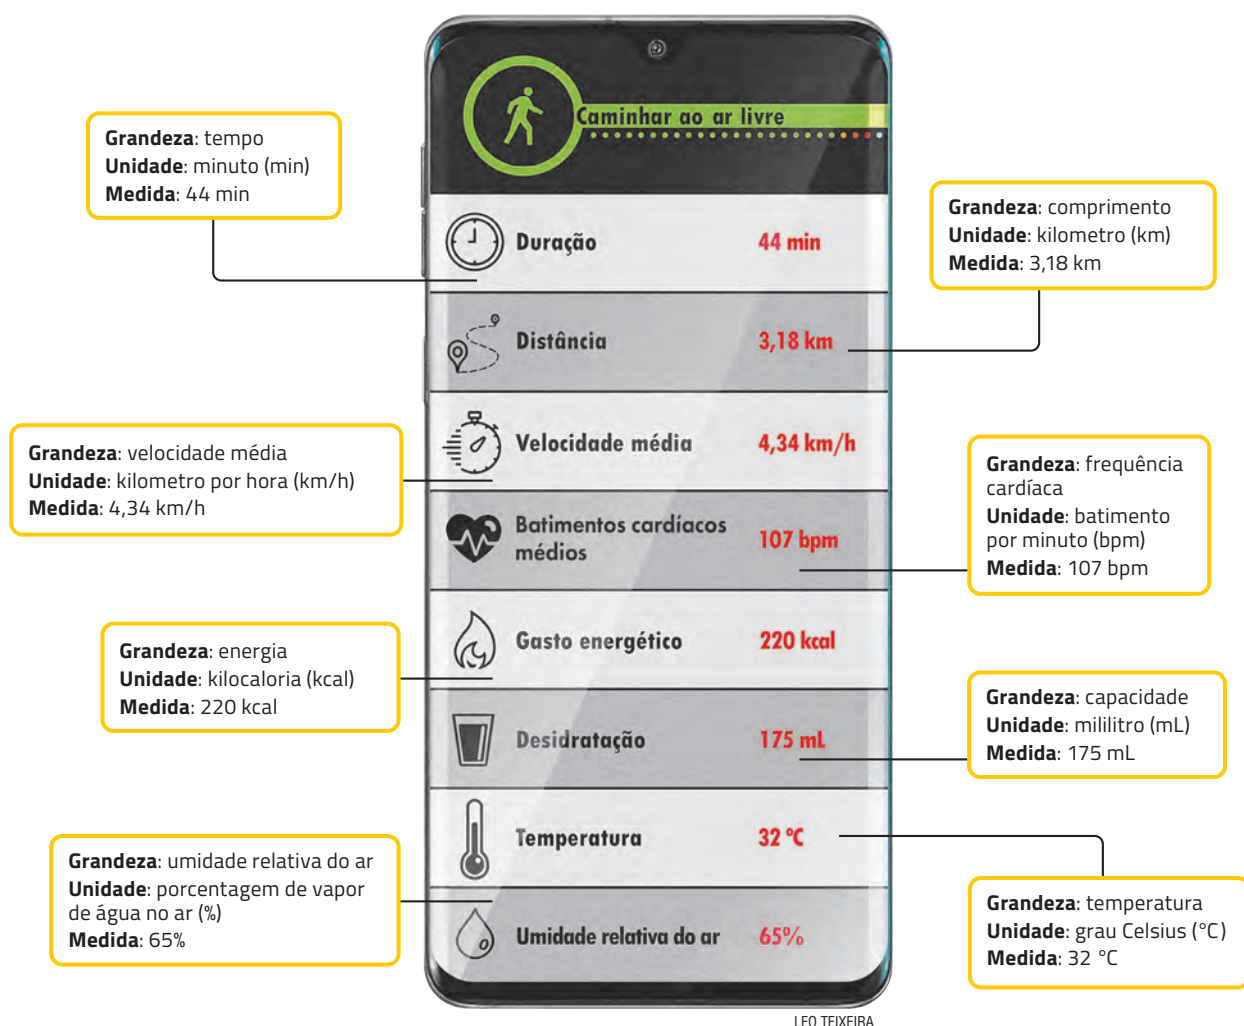 Caminhar ao ar livre
Grandeza: tempo
Unidade: minuto (min)
Medida: 44 min
Duração 44 min
Grandeza: comprimento
Unidade: kilometro (km)
Medida: 3,18 km
Distância 3,18 km
Grandeza: velocidade média
Unidade: kilometro por hora (km/h)
Medida: 4,34 km/h
Velocidade média 4,34 km/h
Grandeza: frequência
cardíaca
Unidade: batimento
por minuto (bpm)
Medida: 107 bpm
Batimentos cardíacos
médios 107 bpm
Grandeza: energia
Unidade: kilocaloria (kcal)
Medida: 220 kcal
Gasto energético 220 kcal
Grandeza: capacidade
Unidade: mililitro (mL)
Medida: 175 mL
Desidratação 175 mL
Temperatura 32 °C
Grandeza: umidade relativa do ar
Unidade: porcentagem de vapor
de água no ar (%)
Medida: 65%
Grandeza: temperatura
Unidade: grau Celsius (°C)
Medida: 32 °C
Umidade relativa do ar 65%
LEO TEIXEIRA